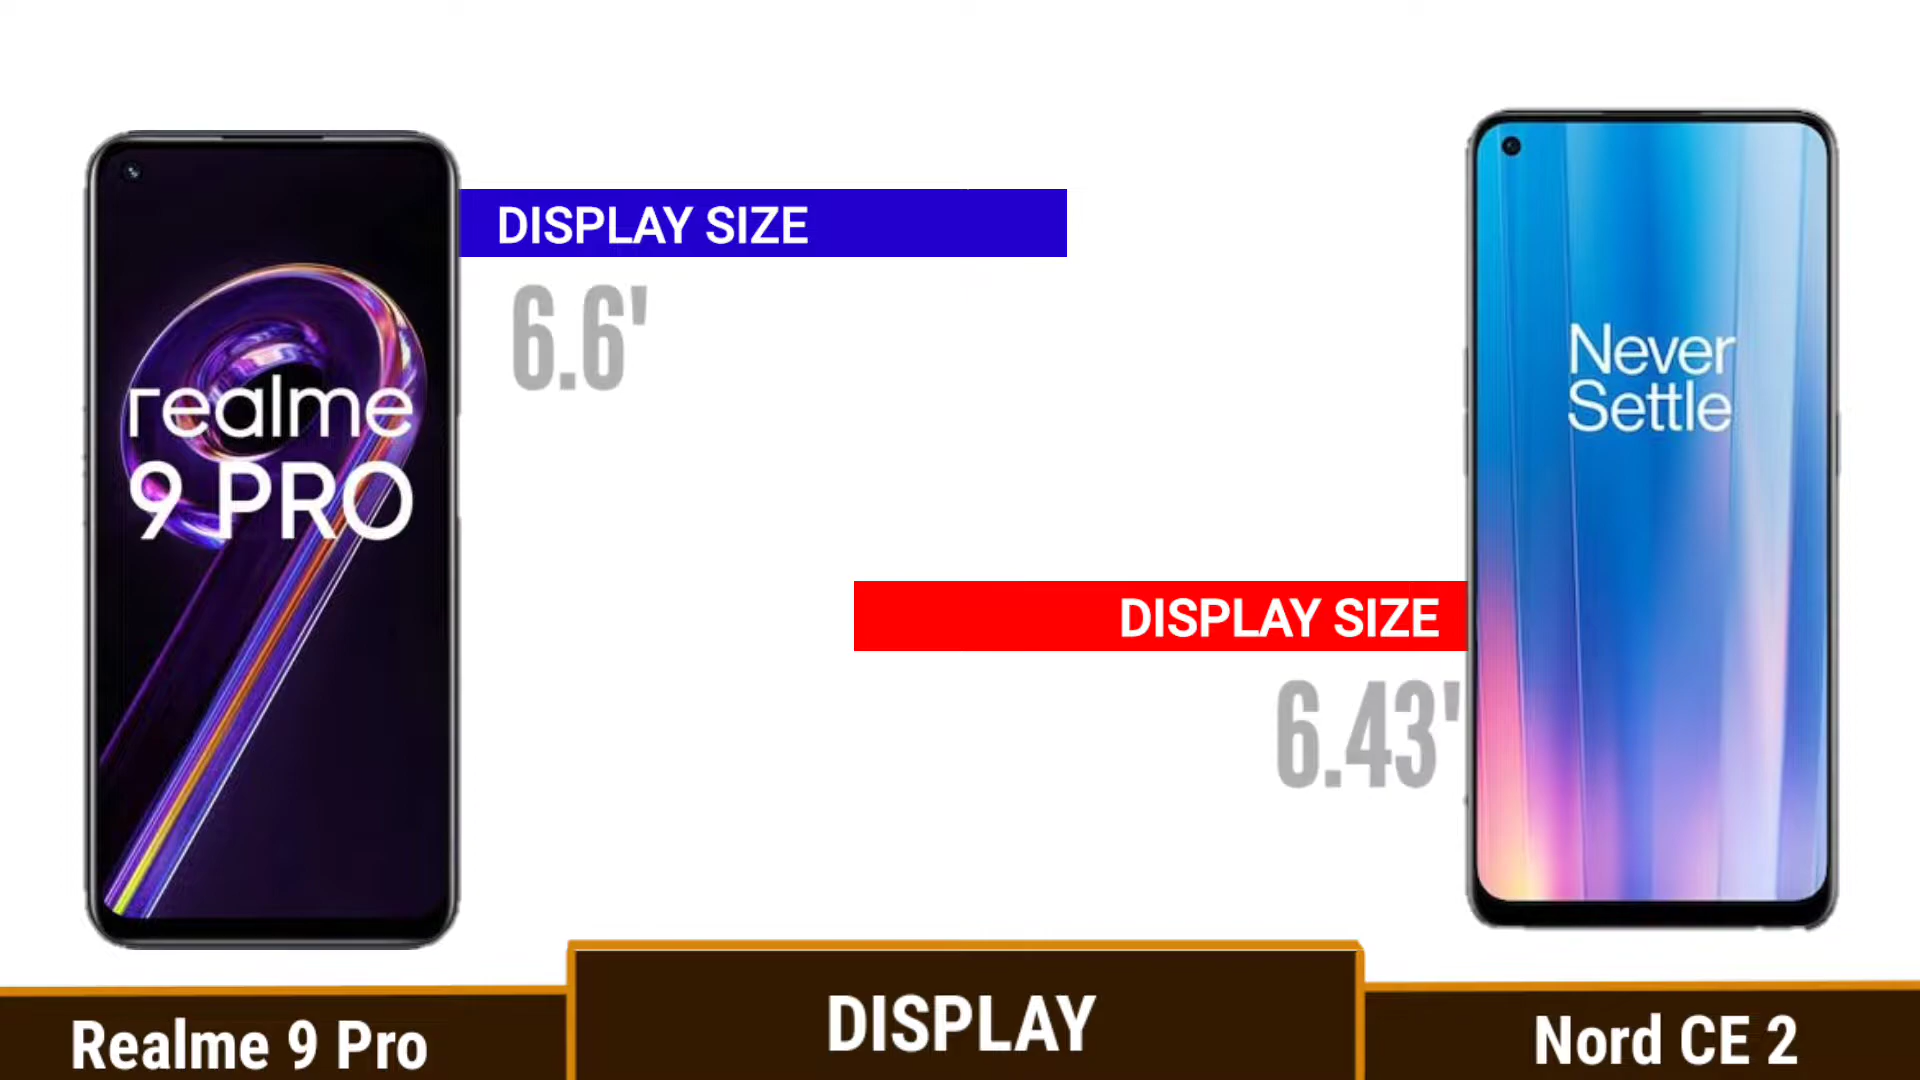 DISPLAY SIZE
6.6'
realme
9 PRO
Never
Settle
DISPLAY SIZE
6.43'
Realme 9 Pro
DISPLAY
Nord CE 2